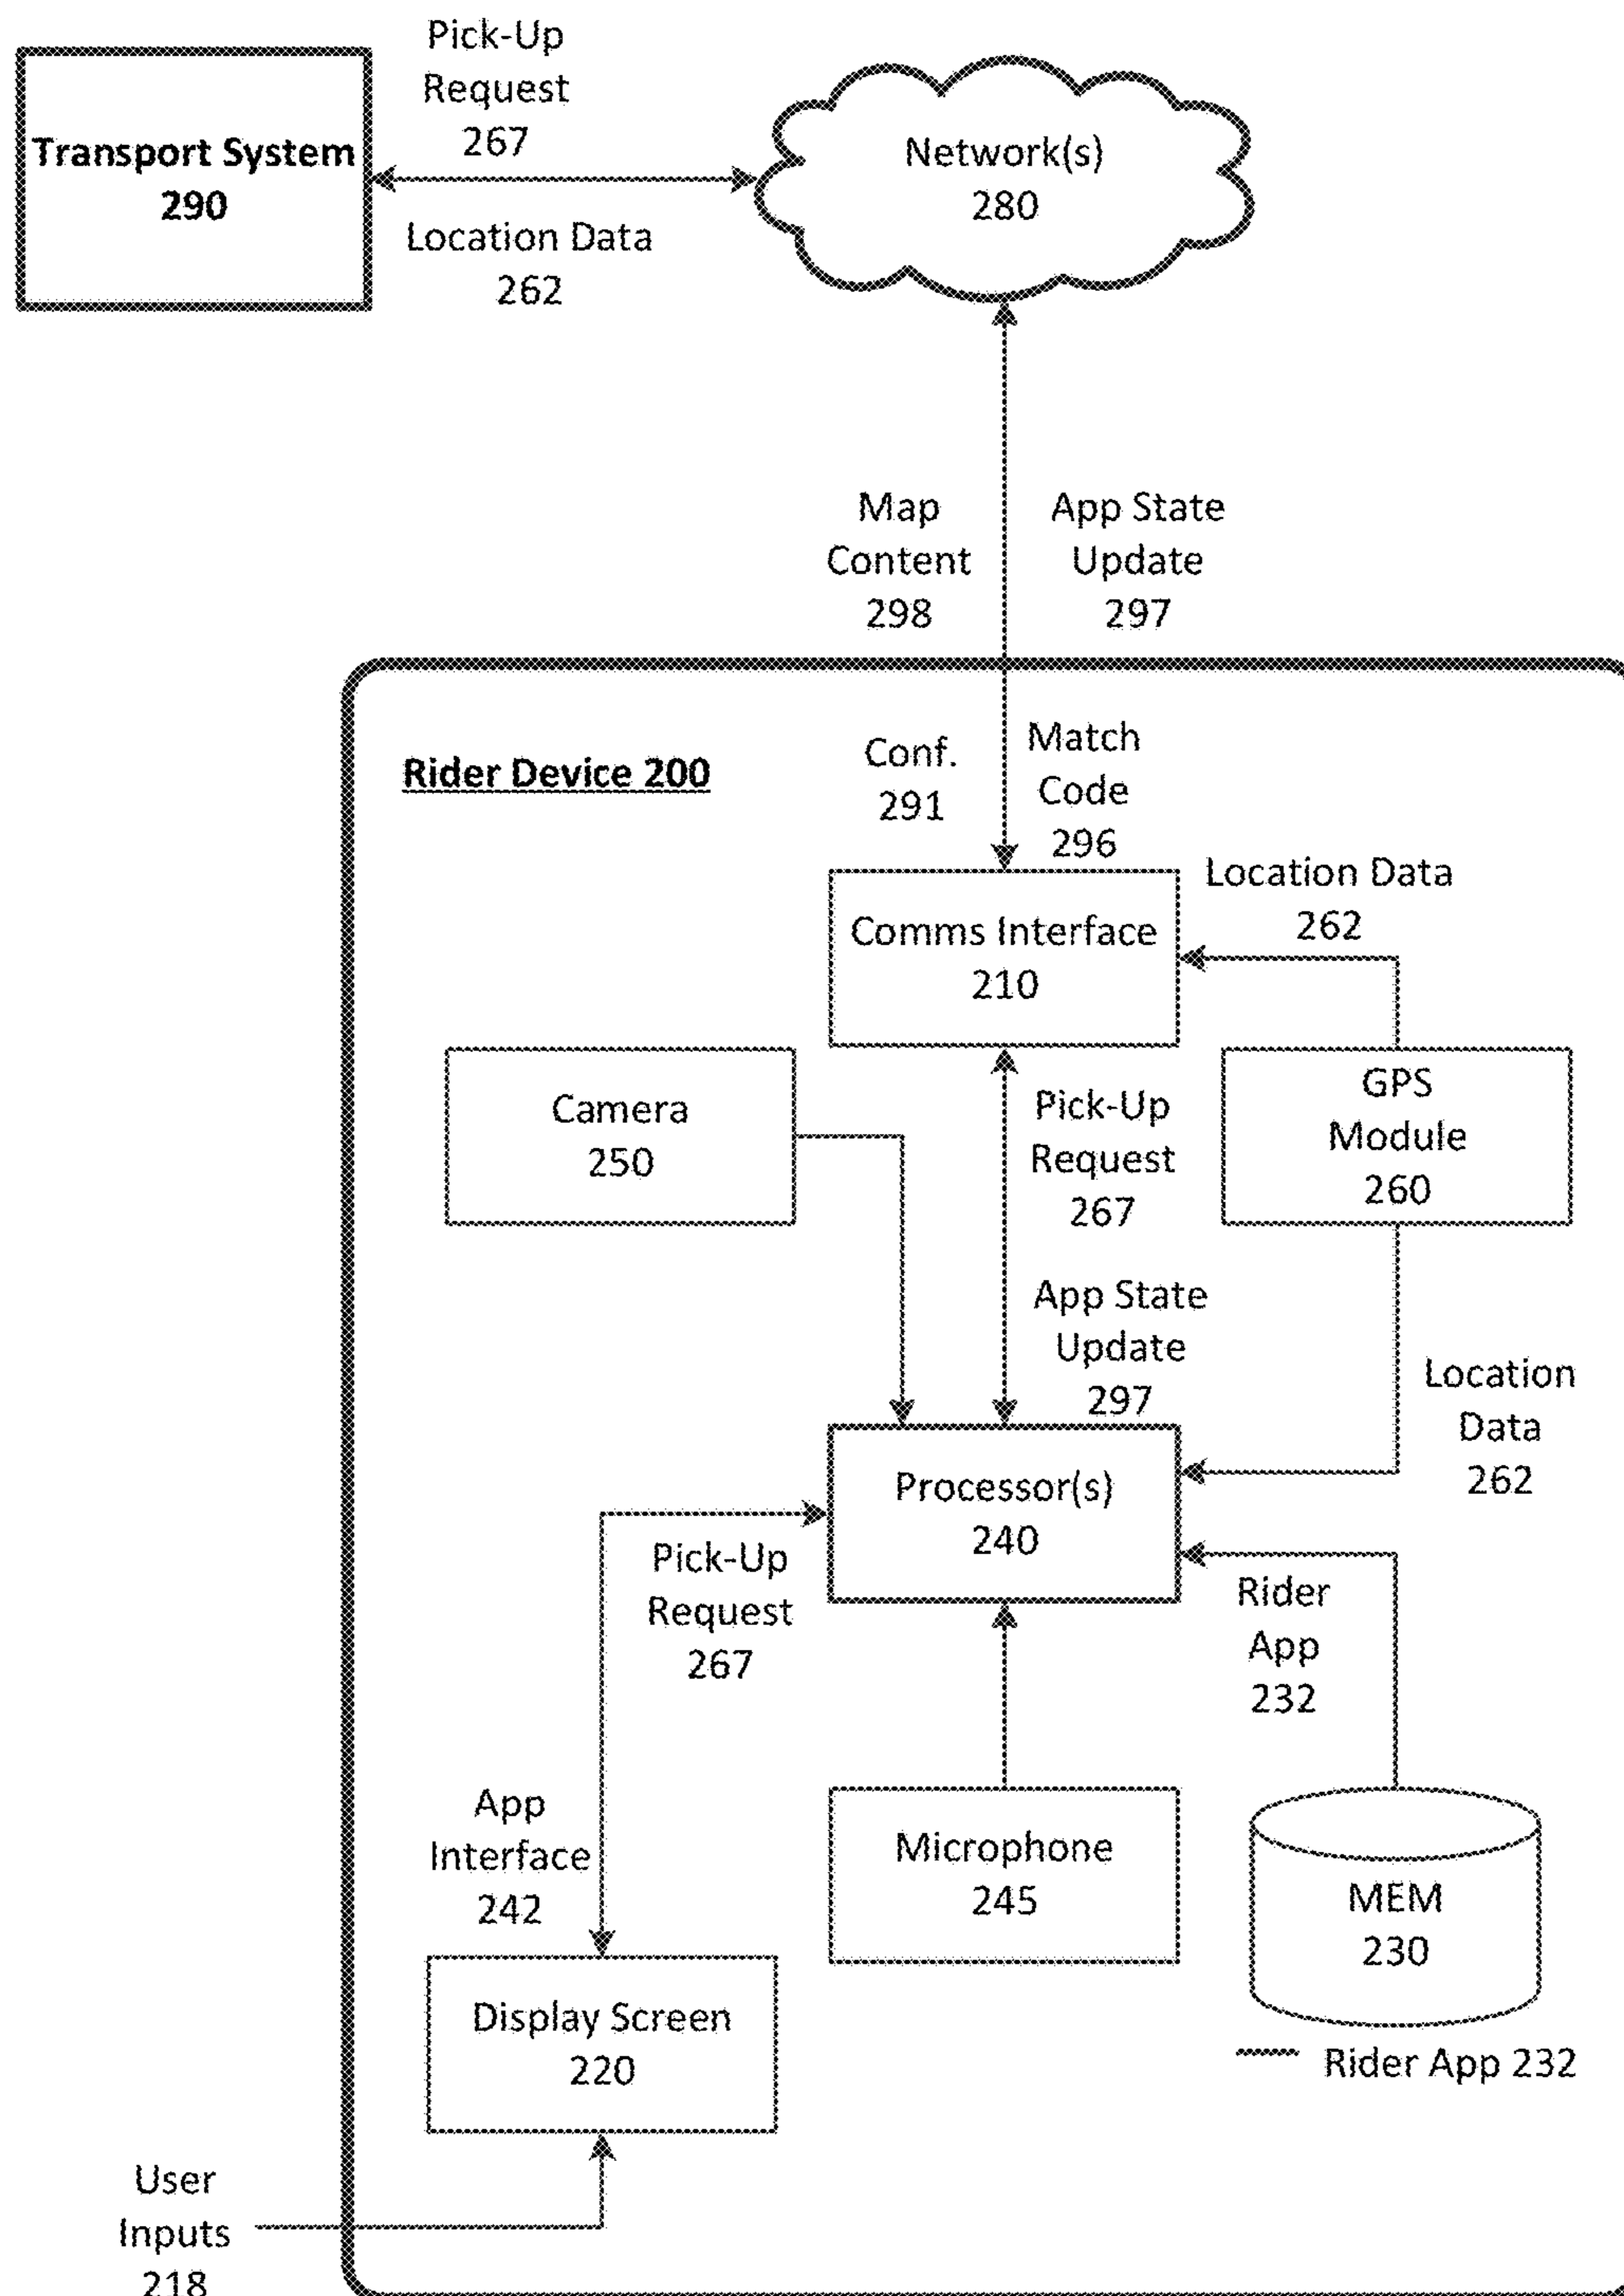 Pick-Up
Request
267
Transport System
290
Location Data
262
Network(s)
280
Map
Content
298
App State
Update
297
Rider Device 200
Conf.
291
Match
Code
296
Location Data
262
Comms Interface
210
Camera
250
Pick-Up
Request
267
GPS
Module
260
App State
Update
297
Location
Data
262
Processor(s)
240
Pick-Up
Request
267
Rider
App
232
App
Interface
242
Microphone
245
MEM
230
Display Screen
220
Rider App 232
User
Inputs
218